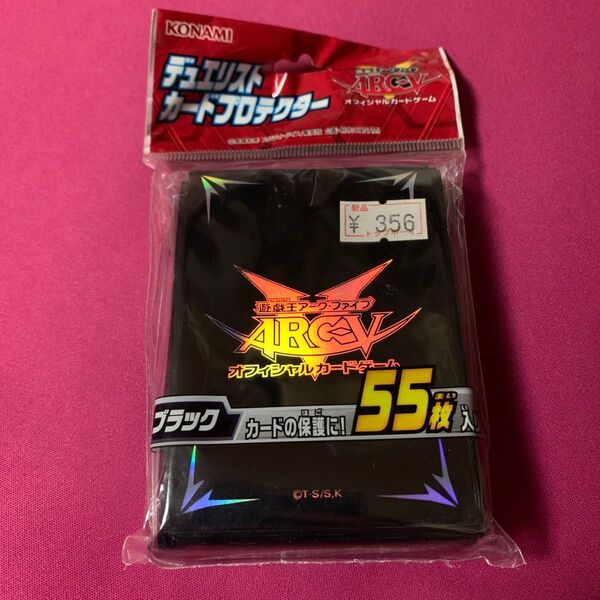 KONAMI
デュエリスト
カードプロテクター
遊戯王アーク・ファイブ
ARC-V
オフィシャルカードゲーム
新品
¥ 356
遊戯王アーク・ファイブ
ARC-V
オフィシャルカードゲーム
ブラック
カードの保護に!
ほご
55枚入
まい
©T･S/S,K